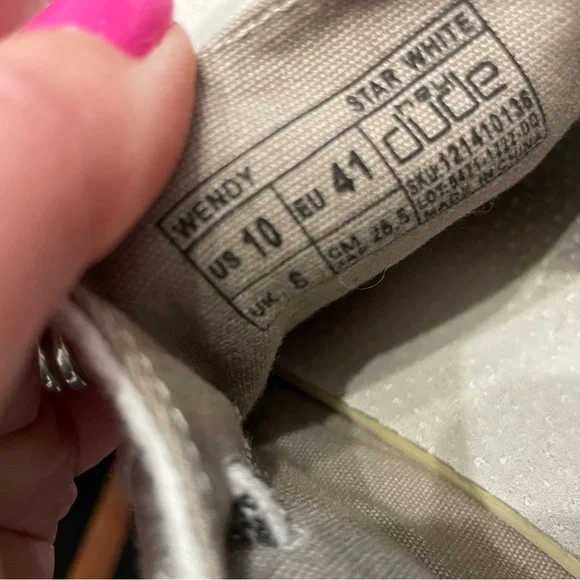 WENDY STAR WHITE
US 10 EU 41
hey dude
UK 8 CM 26.5
SKU:121410136
MADE IN CHINA